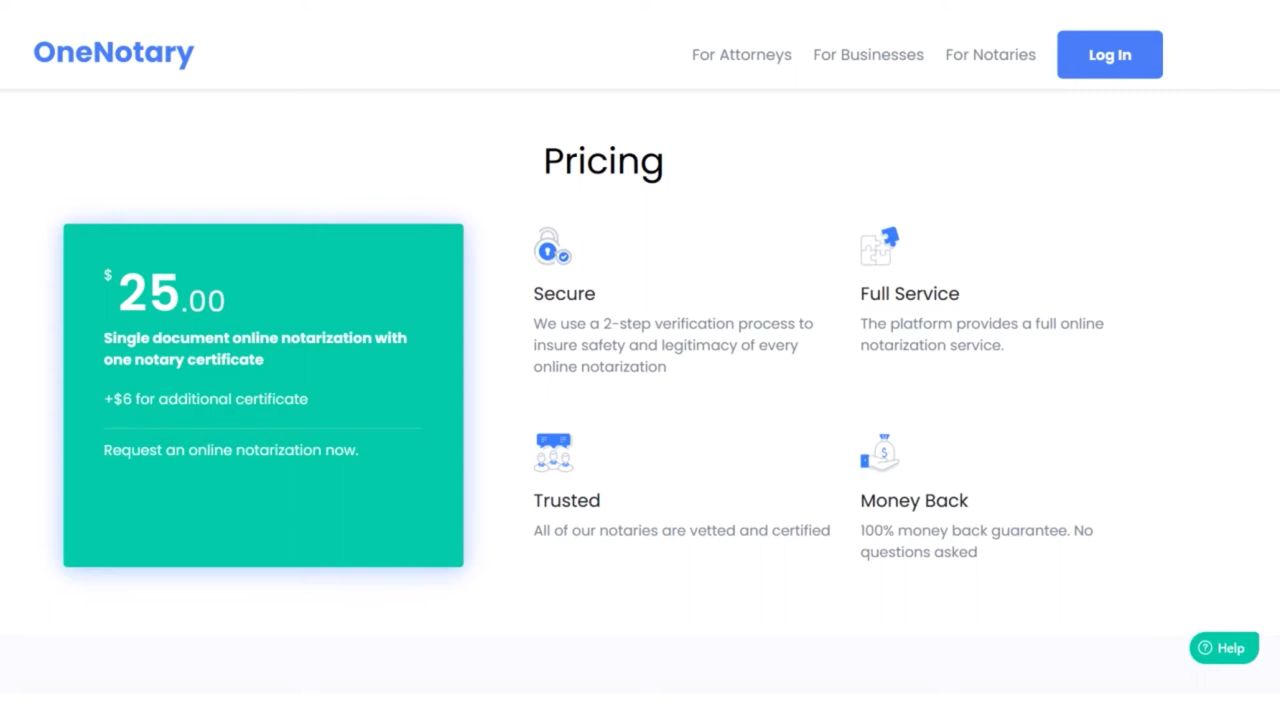 OneNotary
For Attorneys
For Businesses
For Notaries
Log In
Pricing
$25.00
Single document online notarization with
one notary certificate
+$6 for additional certificate
Request an online notarization now.
Secure
We use a 2-step verification process to
insure safety and legitimacy of every
online notarization
Full Service
The platform provides a full online
notarization service.
Trusted
All of our notaries are vetted and certified
Money Back
100% money back guarantee. No
questions asked
Help